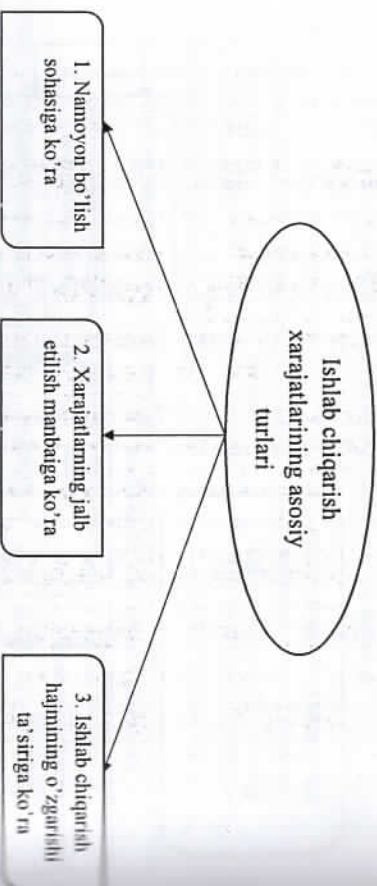 Ishlab chiqarish
xarajatlarining asosiy
turlari
1. Namoyon bo'lish
sohasiga ko'ra
2. Xarajatlarning jalb
etilish manbaiga ko'ra
3. Ishlab chiqarish
hajmining o'zgarishi
ta'siriga ko'ra